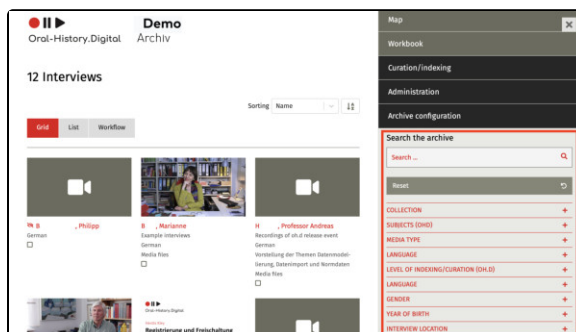 Demo
Oral-History.Digital Archiv
12 Interviews
Sorting Name
Grid List Workflow
B , Philipp
German
B , Marianne
Example interviews
German
Media files
H , Professor Andreas
Recordings of oh.d release event
German
Vorstellung der Themen Datenmodel-
lierung, Datenimport und Normdaten
Media files
Oral-History.Digital
Registrierung und Freischaltung
Map
Workbook
Curation/indexing
Administration
Archive configuration
Search the archive
Search ...
Reset
COLLECTION +
SUBJECTS (OHD) +
MEDIA TYPE +
LANGUAGE +
LEVEL OF INDEXING/CURATION (OH.D) +
LANGUAGE +
GENDER +
YEAR OF BIRTH +
INTERVIEW LOCATION +